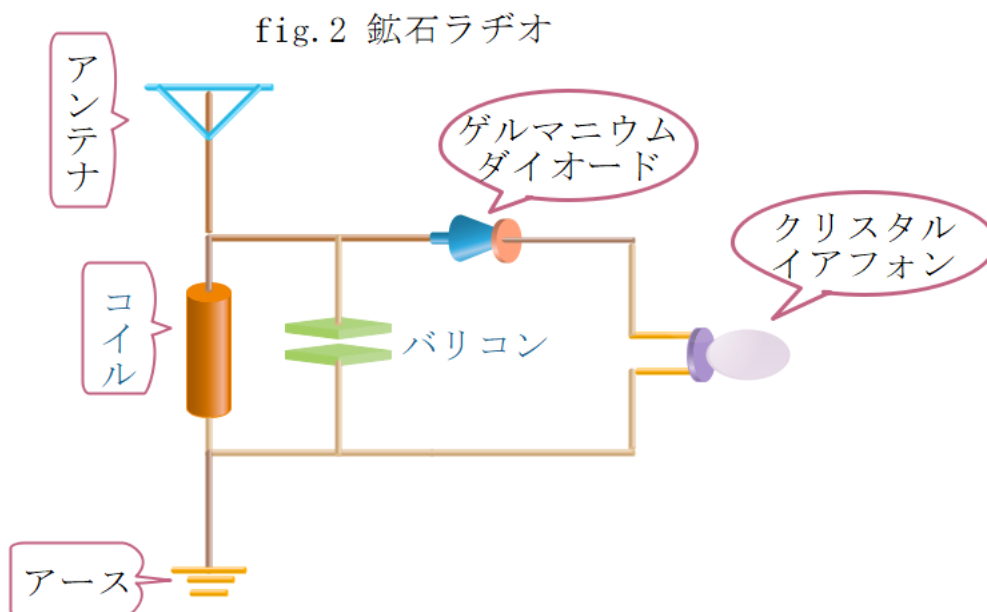 fig.2 鉱石ラヂオ
アンテナ
ゲルマニウム
ダイオード
クリスタル
イアフォン
コイル
バリコン
アース